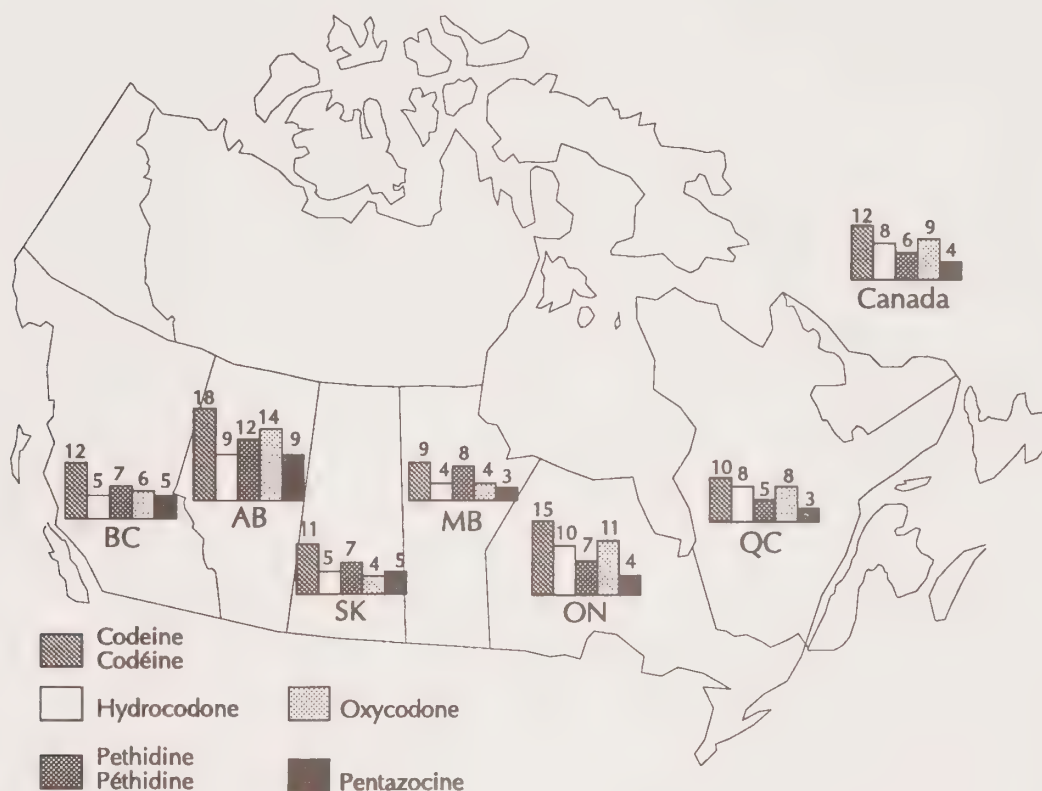 12 8 6 9 4
Canada
12 5 7 6 5
BC
18 9 12 14 9
AB
11 5 7 4 5
SK
9 4 8 4 3
MB
15 10 7 11 4
ON
10 8 5 8 3
QC
Codeine
Codéine
Hydrocodone
Pethidine
Péthidine
Oxycodone
Pentazocine